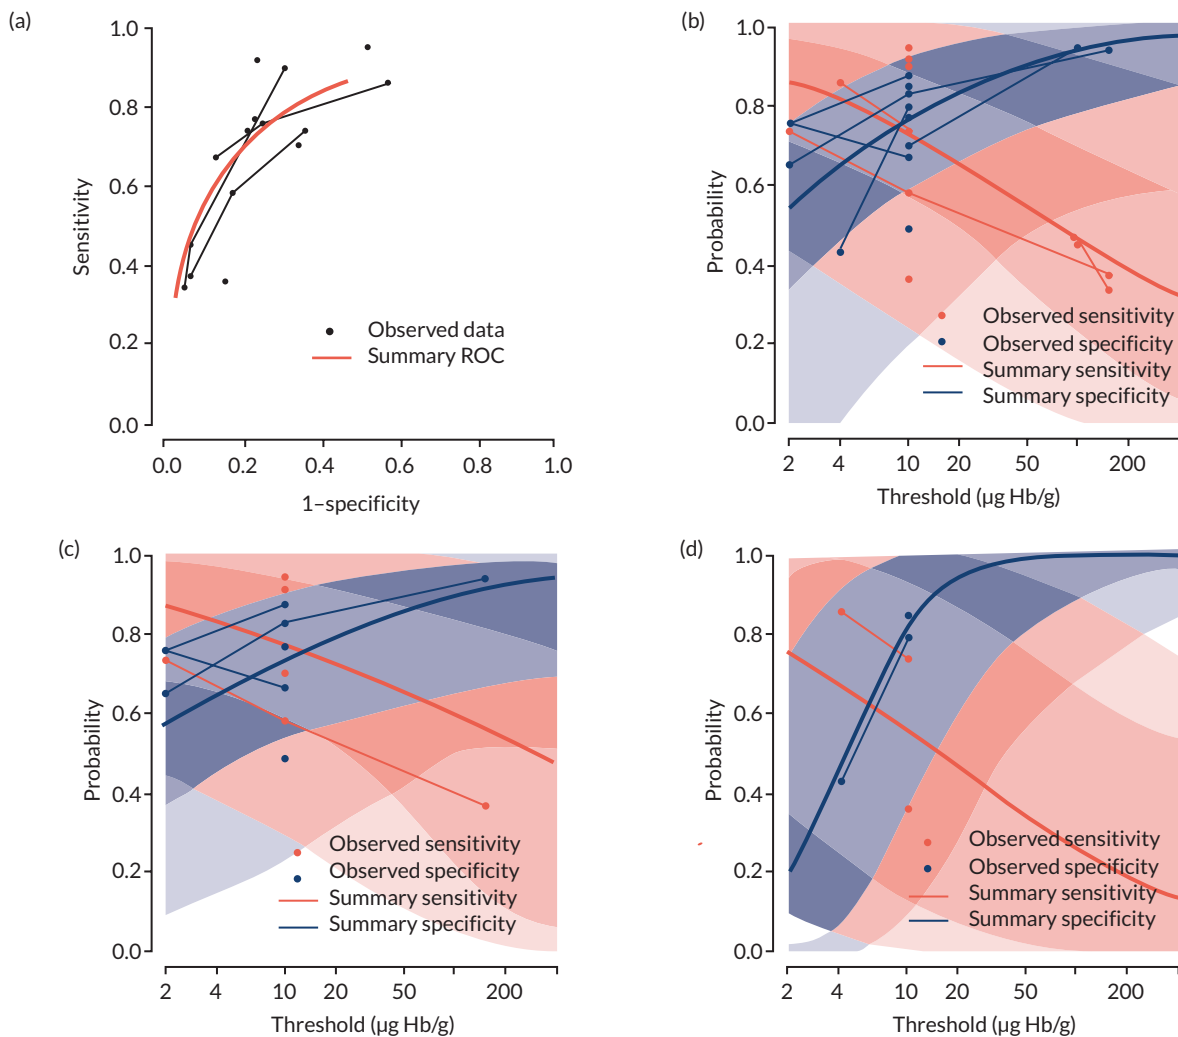 (a)
1.0
0.8
0.6
0.4
0.2
0.0
Sensitivity
Observed data
Summary ROC
0.0 0.2 0.4 0.6 0.8 1.0
1–specificity
(b)
1.0
0.8
0.6
0.4
0.2
0.0
Probability
Observed sensitivity
Observed specificity
Summary sensitivity
Summary specificity
2 4 10 20 50 200
Threshold (µg Hb/g)
(c)
1.0
0.8
0.6
0.4
0.2
0.0
Probability
Observed sensitivity
Observed specificity
Summary sensitivity
Summary specificity
2 4 10 20 50 200
Threshold (µg Hb/g)
(d)
1.0
0.8
0.6
0.4
0.2
0.0
Probability
Observed sensitivity
Observed specificity
Summary sensitivity
Summary specificity
2 4 10 20 50 200
Threshold (µg Hb/g)